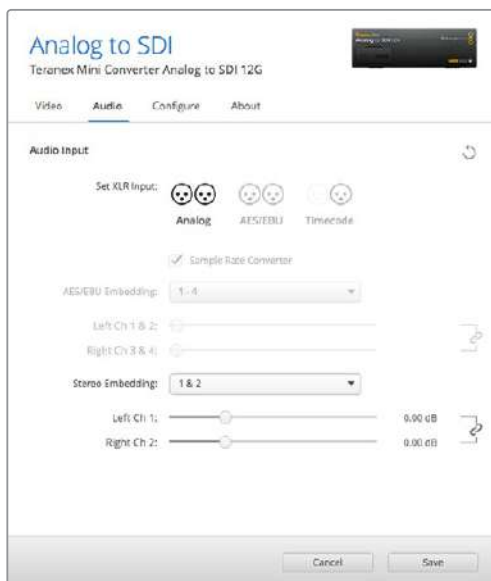 Analog to SDI
Teranex Mini Converter Analog to SDI 12G
Video Audio Configure About
Audio Input
Set XLR Input:
Analog AES/EBU Timecode
Sample Rate Converter
AES/EBU Embedding: 1 - 4
Left Ch 1 & 2:
Right Ch 3 & 4:
Stereo Embedding: 1 & 2
Left Ch 1: 0.00 dB
Right Ch 2: 0.00 dB
Cancel Save